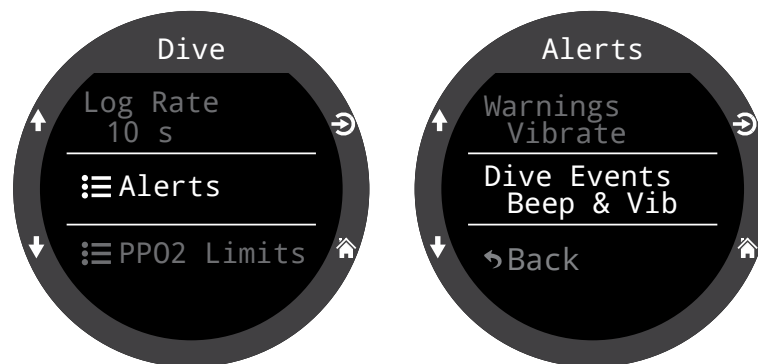 Dive
Log Rate
10 s
Alerts
PPO2 Limits
Alerts
Warnings
Vibrate
Dive Events
Beep & Vib
Back